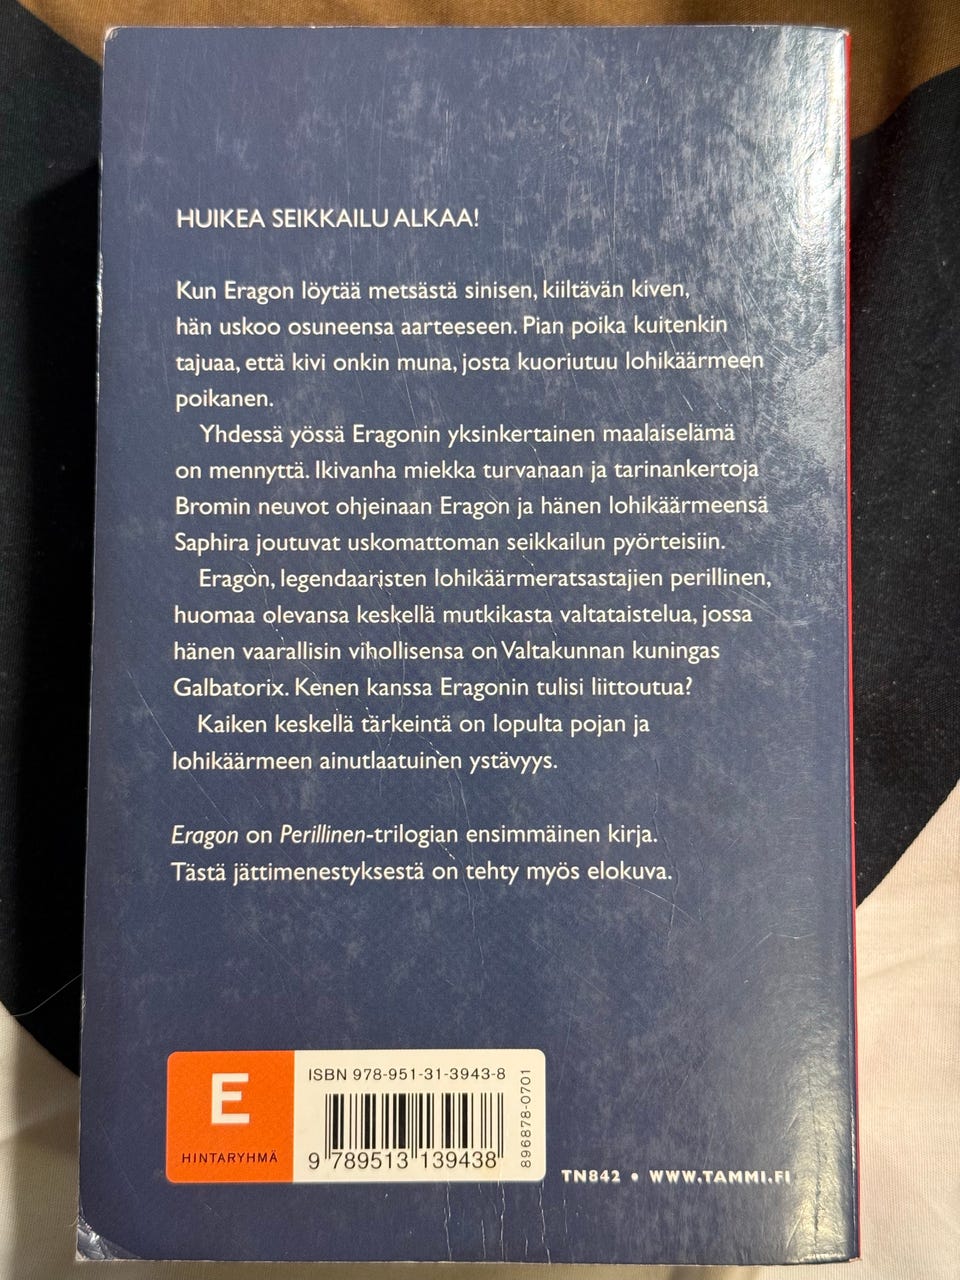 HUIKEA SEIKKAILU ALKAA!
Kun Eragon löytää metsästä sinisen, kiiltävän kiven,
hän uskoo osuneensa aarteeseen. Pian poika kuitenkin
tajuaa, että kivi onkin muna, josta kuoriutuu lohikäärmeen
poikanen.
Yhdessä yössä Eragonin yksinkertainen maalaiselämä
on mennyttä. Ikivanha miekka turvanaan ja tarinankertoja
Bromin neuvot ohjeinaan Eragon ja hänen lohikäärmeensä
Saphira joutuvat uskomattoman seikkailun pyörteisiin.
Eragon, legendaaristen lohikäärmeratsastajien perillinen,
huomaa olevansa keskellä mutkikasta valtataistelua, jossa
hänen vaarallisin vihollisensa on Valtakunnan kuningas
Galbatorix. Kenen kanssa Eragonin tulisi liittoutua?
Kaiken keskellä tärkeintä on lopulta pojan ja
lohikäärmeen ainutlaatuinen ystävyys.
Eragon on Perillinen-trilogian ensimmäinen kirja.
Tästä jättimenestyksestä on tehty myös elokuva.
E
HINTARYHMÄ
ISBN 978-951-31-3943-8
9 789513 139438
896878-0701
TN842 • WWW.TAMMI.FI